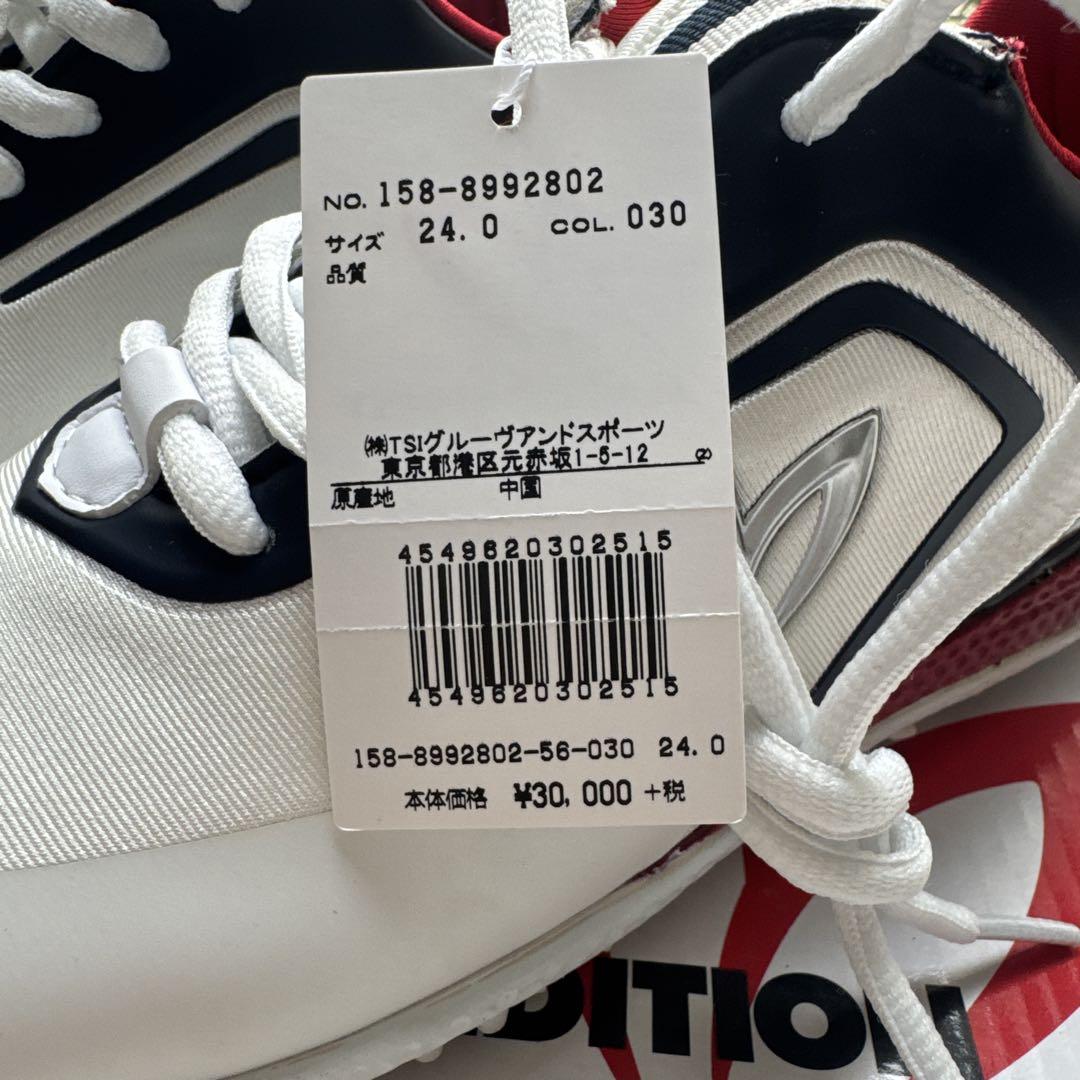 NO. 158-8992802
サイズ 24.0 COL. 030
品質
㈱TSIグルーヴアンドスポーツ
東京都港区元赤坂1-5-12 (Z)
原産地 中国
4549620302515
4549620302515
158-8992802-56-030 24.0
本体価格 ¥30,000 +税
DITION